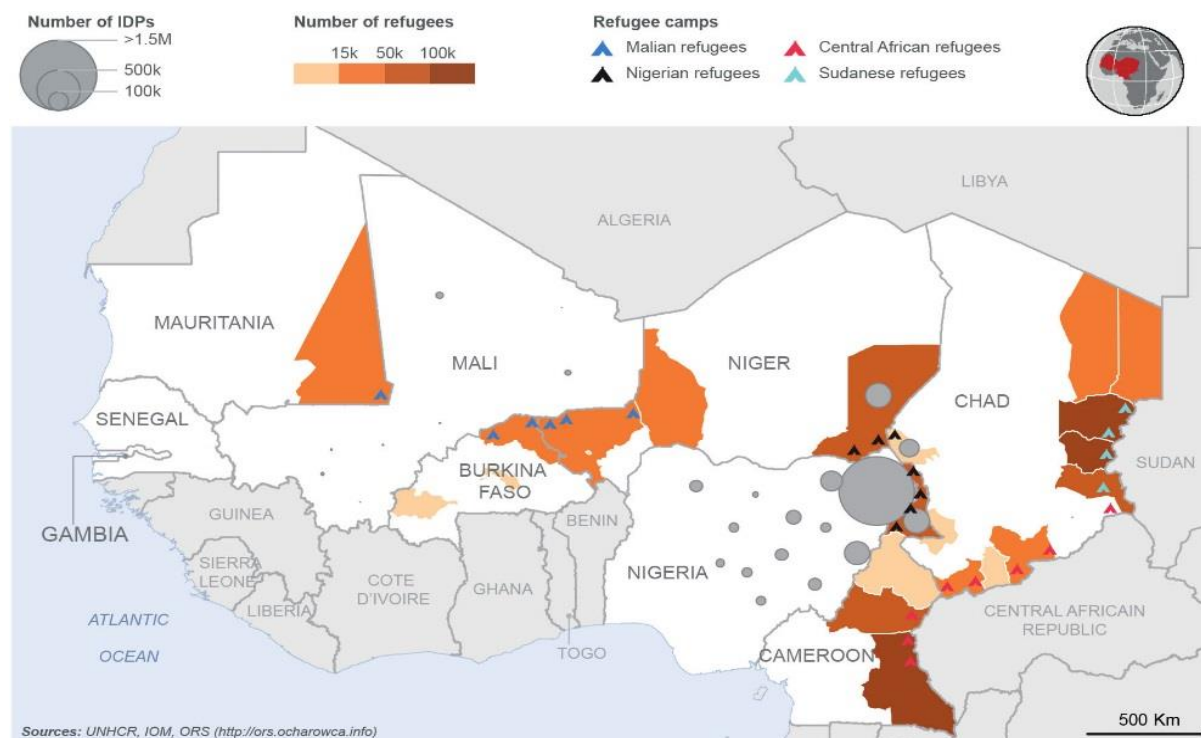 Number of IDPs
>1.5M
500k
100k
Number of refugees
15k 50k 100k
Refugee camps
Malian refugees
Central African refugees
Nigerian refugees
Sudanese refugees
LIBYA
ALGERIA
MAURITANIA
MALI
NIGER
CHAD
SENEGAL
SUDAN
BURKINA
FASO
GAMBIA
GUINEA
BENIN
SIERRA
LEONE
COTE
D'IVOIRE
GHANA
NIGERIA
LIBERIA
CENTRAL AFRICAIN
REPUBLIC
ATLANTIC
OCEAN
TOGO
CAMEROON
500 Km
Sources: UNHCR, IOM, ORS (http://ors.ocharowca.info)